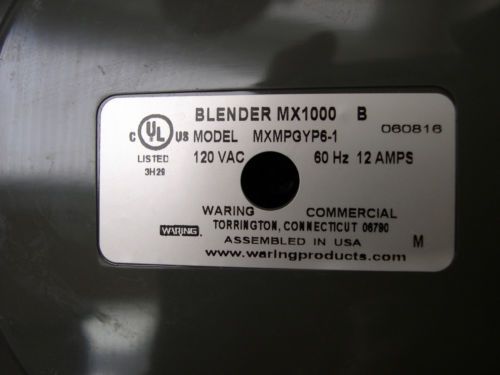 BLENDER MX1000 B
C UL US MODEL MXMPGYP6-1 060816
LISTED 120 VAC 60 Hz 12 AMPS
3H29
WARING COMMERCIAL
WARING TORRINGTON, CONNECTICUT 06790
ASSEMBLED IN USA M
www.waringproducts.com